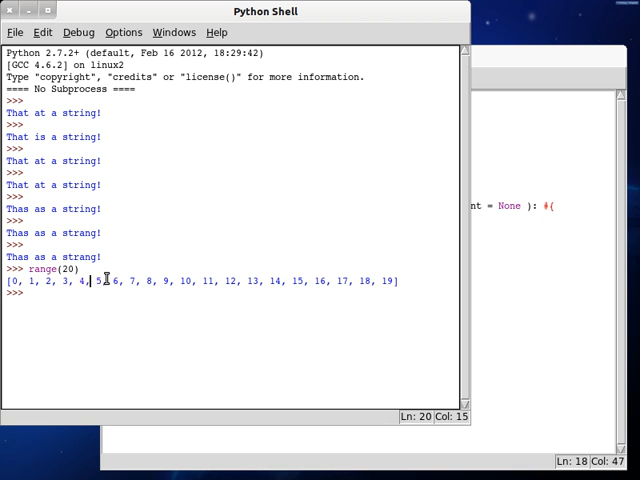 Python Shell
File Edit Debug Options Windows Help
Python 2.7.2+ (default, Feb 16 2012, 18:29:42)
[GCC 4.6.2] on linux2
Type "copyright", "credits" or "license()" for more information.
==== No Subprocess ====
>>>
That at a string!
>>>
That is a string!
>>>
That at a string!
>>>
That at a string!
>>>
Thas as a string!
>>>
Thas as a strang!
>>>
Thas as a strang!
>>> range(20)
[0, 1, 2, 3, 4, 5, 6, 7, 8, 9, 10, 11, 12, 13, 14, 15, 16, 17, 18, 19]
>>>
Ln: 20 Col: 15
nt = None ): #{
Ln: 18 Col: 47